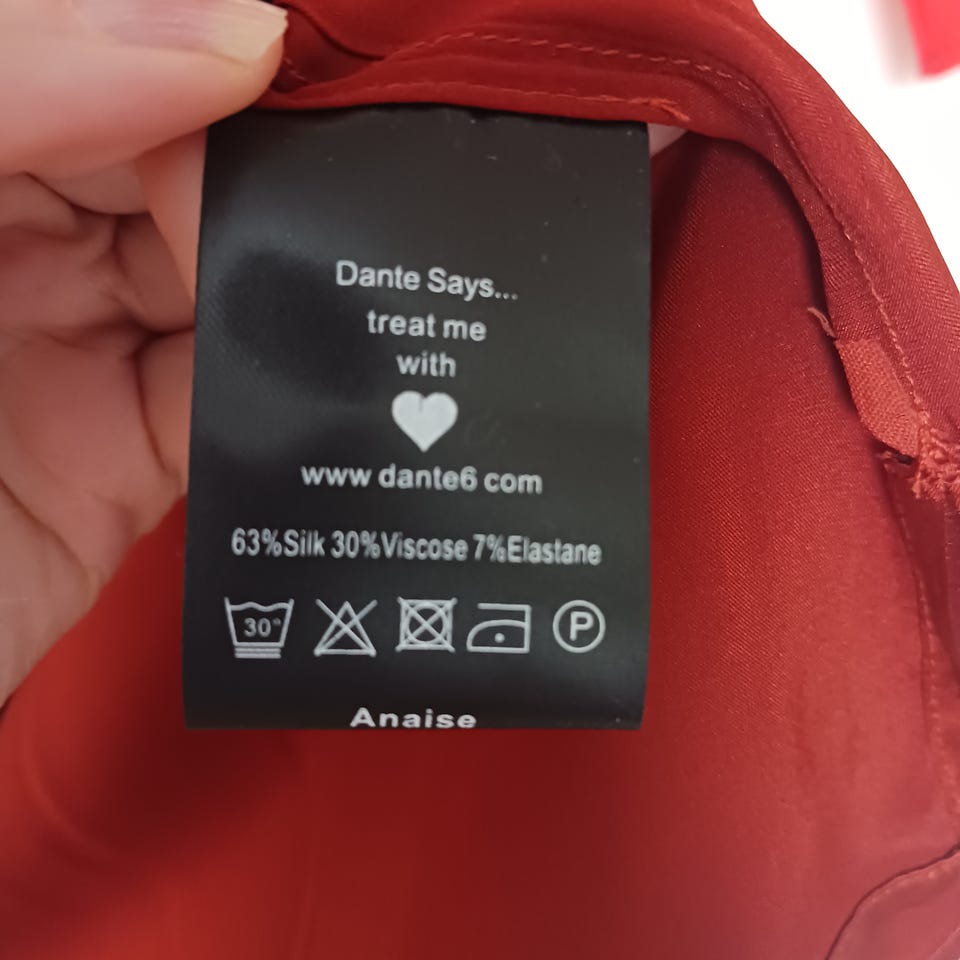 Dante Says...
treat me
with
www dante6 com
63%Silk 30%Viscose 7%Elastane
30° P
Anaise